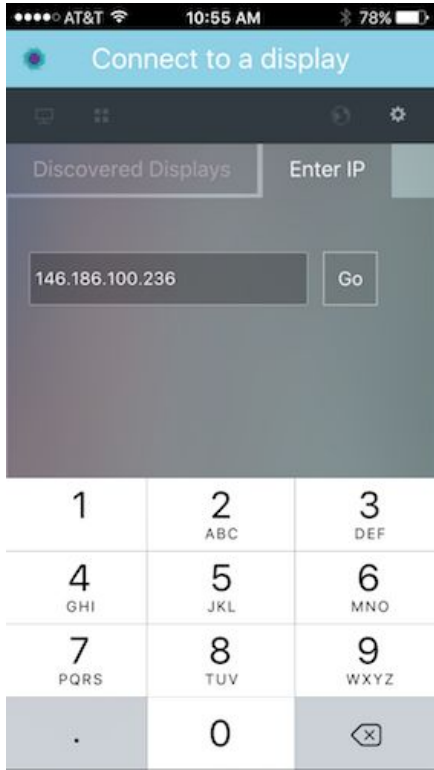 AT&T 10:55 AM 78%
Connect to a display
Discovered Displays Enter IP
146.186.100.236 Go
1 2 3
ABC DEF
4 5 6
GHI JKL MNO
7 8 9
PQRS TUV WXYZ
. 0